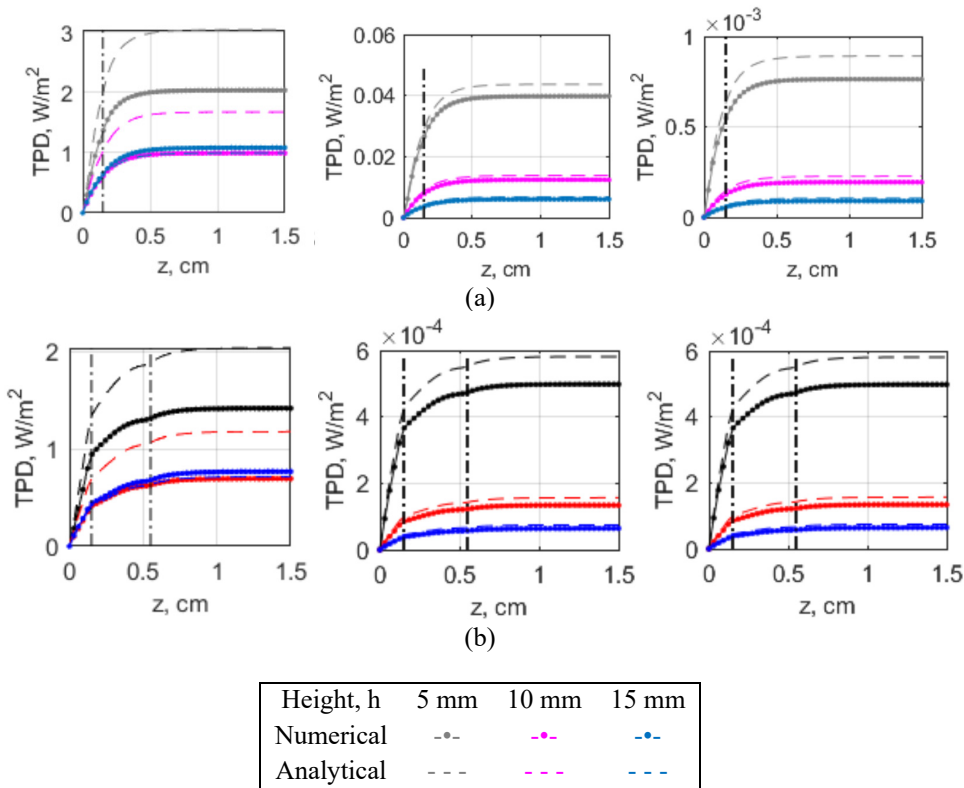 3
2
1
0
TPD, W/m²
0 0.5 1 1.5
z, cm
0.06
0.04
0.02
0
TPD, W/m²
0 0.5 1 1.5
z, cm
×10⁻³
1
0.5
0
TPD, W/m²
0 0.5 1 1.5
z, cm
(a)
2
1
0
TPD, W/m²
0 0.5 1 1.5
z, cm
×10⁻⁴
6
4
2
0
TPD, W/m²
0 0.5 1 1.5
z, cm
×10⁻⁴
6
4
2
0
TPD, W/m²
0 0.5 1 1.5
z, cm
(b)
Height, h 5 mm 10 mm 15 mm
Numerical
Analytical